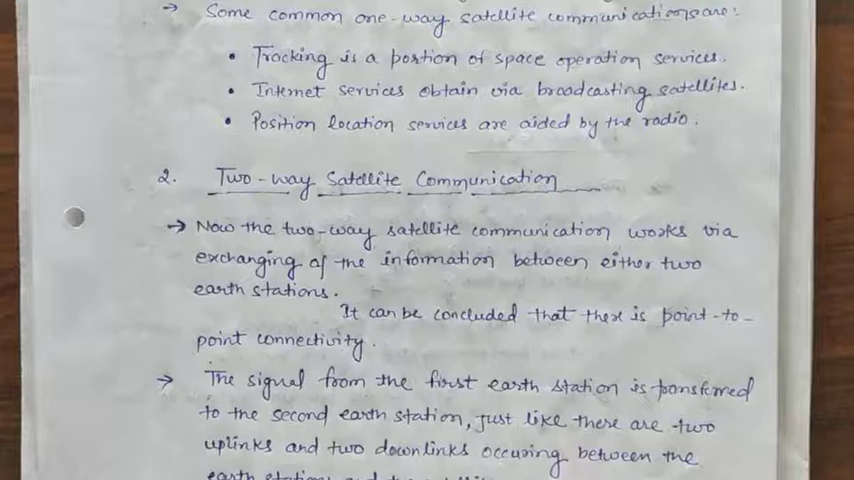 → Some common one-way satellite communications are:
• Tracking is a portion of space operation services.
• Internet services obtain via broadcasting satellites.
• Position location services are aided by the radio.
2. Two-way Satellite Communication
→ Now the two-way satellite communication works via
exchanging of the information between either two
earth stations.
It can be concluded that there is point-to-
point connectivity.
→ The signal from the first earth station is transferred
to the second earth station, just like there are two
uplinks and two downlinks occuring between the
earth station and the